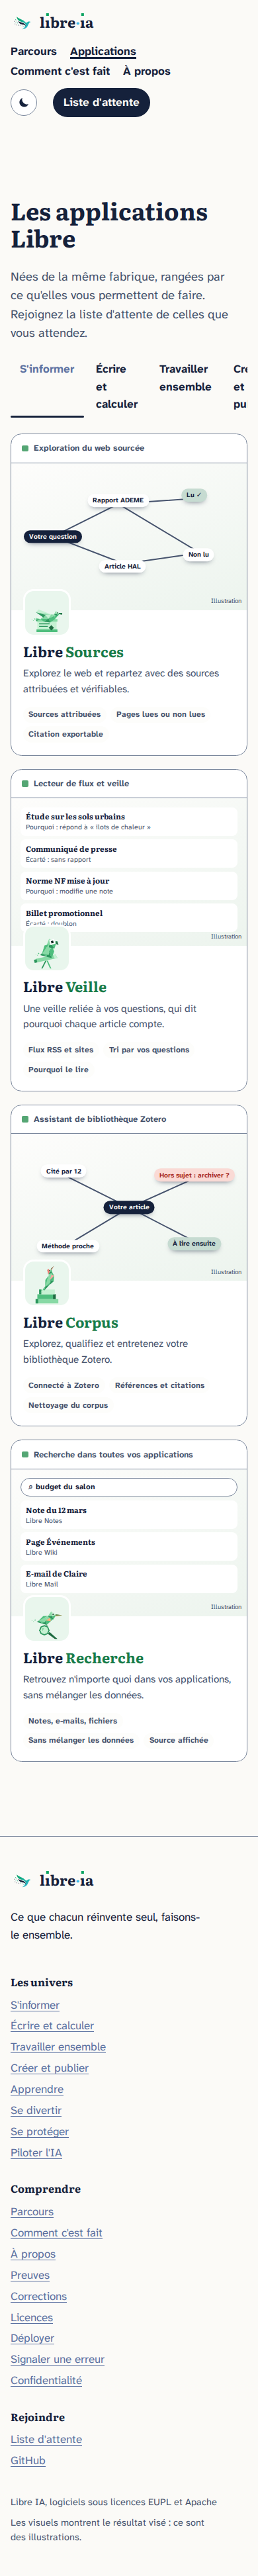 libre·ia
Parcours Applications
Comment c'est fait À propos
Liste d'attente
Les applications
Libre
Nées de la même fabrique, rangées par
ce qu'elles vous permettent de faire.
Rejoignez la liste d'attente de celles que
vous attendez.
S'informer
Écrire
et
calculer
Travailler
ensemble
Cré
et
pu
Exploration du web sourcée
Rapport ADEME
Lu ✓
Votre question
Non lu
Article HAL
Illustration
Libre Sources
Explorez le web et repartez avec des sources
attribuées et vérifiables.
Sources attribuées Pages lues ou non lues
Citation exportable
Lecteur de flux et veille
Étude sur les sols urbains
Pourquoi : répond à « îlots de chaleur »
Communiqué de presse
Écarté : sans rapport
Norme NF mise à jour
Pourquoi : modifie une note
Billet promotionnel
Écarté : doublon
Illustration
Libre Veille
Une veille reliée à vos questions, qui dit
pourquoi chaque article compte.
Flux RSS et sites Tri par vos questions
Pourquoi le lire
Assistant de bibliothèque Zotero
Cité par 12
Hors sujet : archiver ?
Votre article
Méthode proche
À lire ensuite
Illustration
Libre Corpus
Explorez, qualifiez et entretenez votre
bibliothèque Zotero.
Connecté à Zotero Références et citations
Nettoyage du corpus
Recherche dans toutes vos applications
⌕ budget du salon
Note du 12 mars
Libre Notes
Page Événements
Libre Wiki
E-mail de Claire
Libre Mail
Illustration
Libre Recherche
Retrouvez n'importe quoi dans vos applications,
sans mélanger les données.
Notes, e-mails, fichiers
Sans mélanger les données Source affichée
libre·ia
Ce que chacun réinvente seul, faisons-
le ensemble.
Les univers
S'informer
Écrire et calculer
Travailler ensemble
Créer et publier
Apprendre
Se divertir
Se protéger
Piloter l'IA
Comprendre
Parcours
Comment c'est fait
À propos
Preuves
Corrections
Licences
Déployer
Signaler une erreur
Confidentialité
Rejoindre
Liste d'attente
GitHub
Libre IA, logiciels sous licences EUPL et Apache
Les visuels montrent le résultat visé : ce sont
des illustrations.